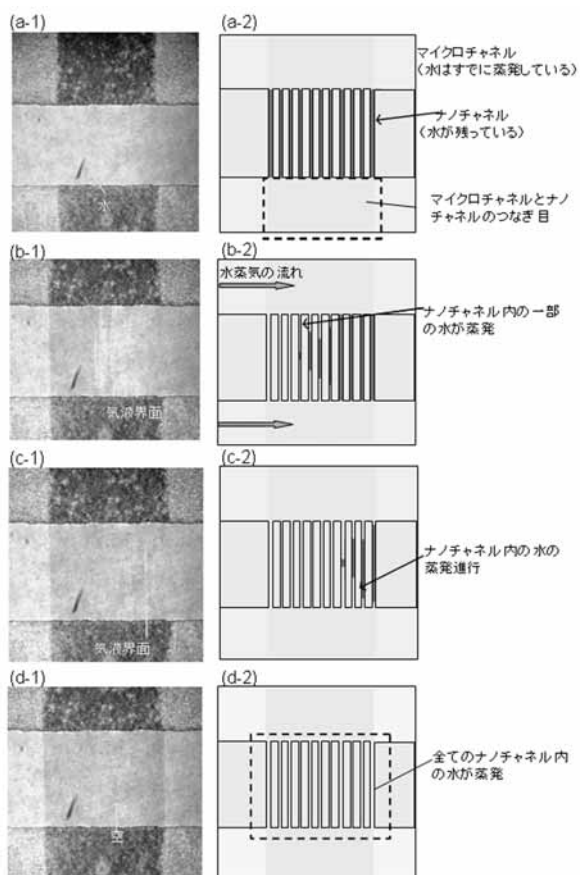 (a-1)
(a-2)
マイクロチャネル
(水はすでに蒸発している)
ナノチャネル
(水が残っている)
マイクロチャネルとナノ
チャネルのつなぎ目
水
(b-1)
(b-2)
水蒸気の流れ
ナノチャネル内の一部
の水が蒸発
気液界面
(c-1)
(c-2)
ナノチャネル内の水の
蒸発進行
気液界面
(d-1)
(d-2)
全てのナノチャネル内
の水が蒸発
空